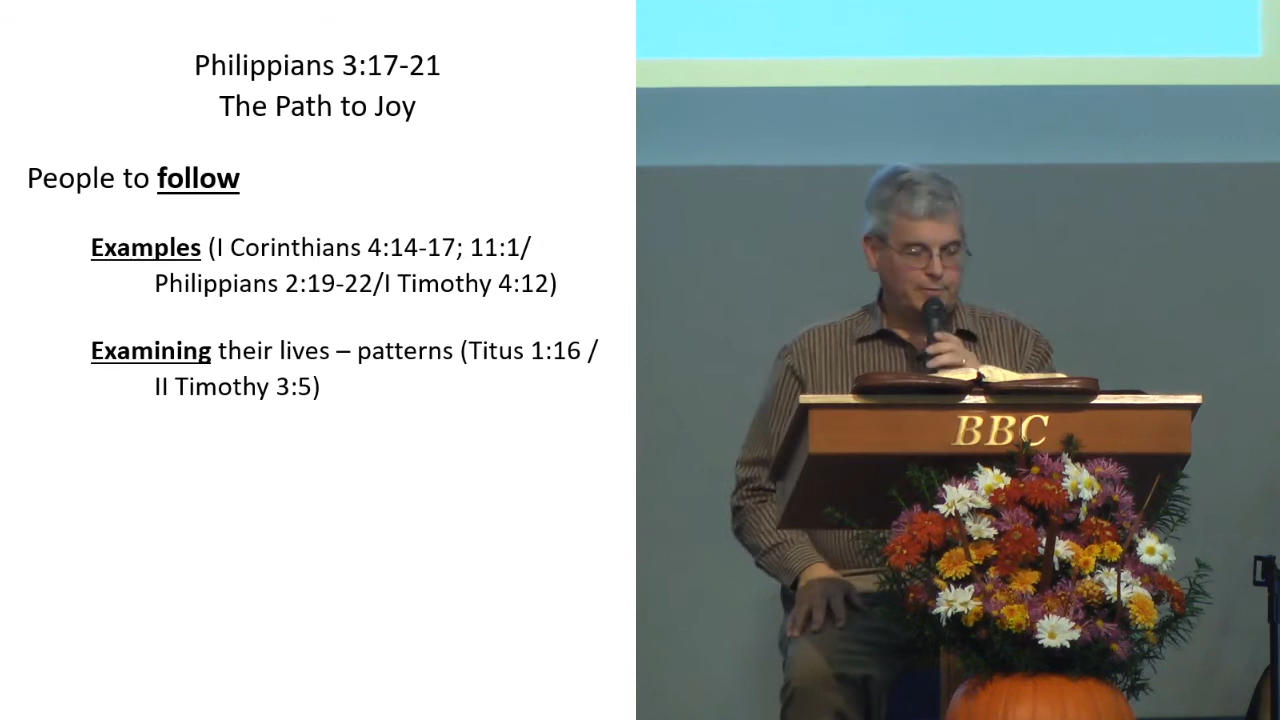 Philippians 3:17-21
The Path to Joy
People to follow
Examples (I Corinthians 4:14-17; 11:1/
Philippians 2:19-22/I Timothy 4:12)
Examining their lives – patterns (Titus 1:16 /
II Timothy 3:5)
BBC